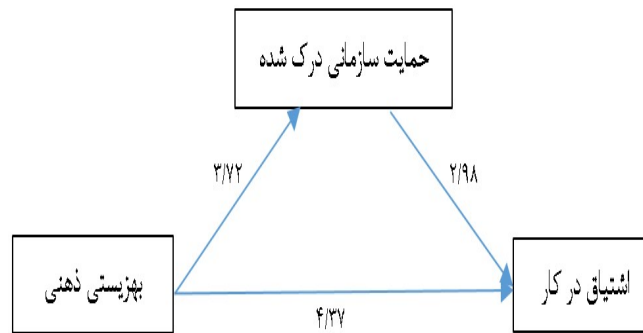 حمایت سازمانی درک شده
۳/۷۲
۲/۹۸
بهزیستی ذهنی
اشتیاق در کار
۴/۳۷